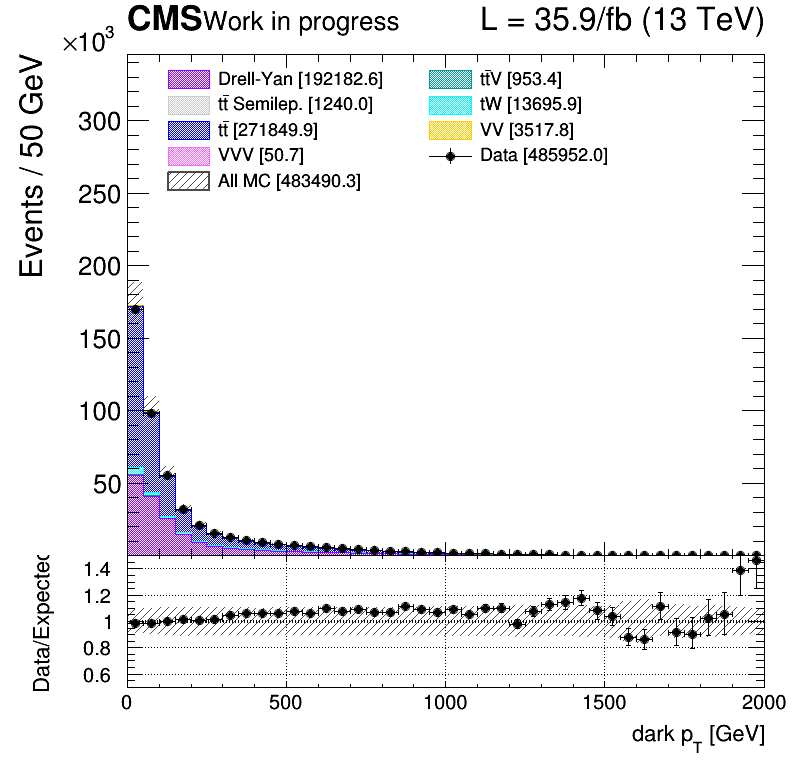 CMS Work in progress L = 35.9/fb (13 TeV)
×10³
Events / 50 GeV
Drell-Yan [192182.6]
tt̄ Semilep. [1240.0]
tt̄ [271849.9]
VVV [50.7]
All MC [483490.3]
tt̄V [953.4]
tW [13695.9]
VV [3517.8]
Data [485952.0]
300
250
200
150
100
50
Data/Expected
1.4
1.2
1
0.8
0.6
0 500 1000 1500 2000
dark p_T [GeV]